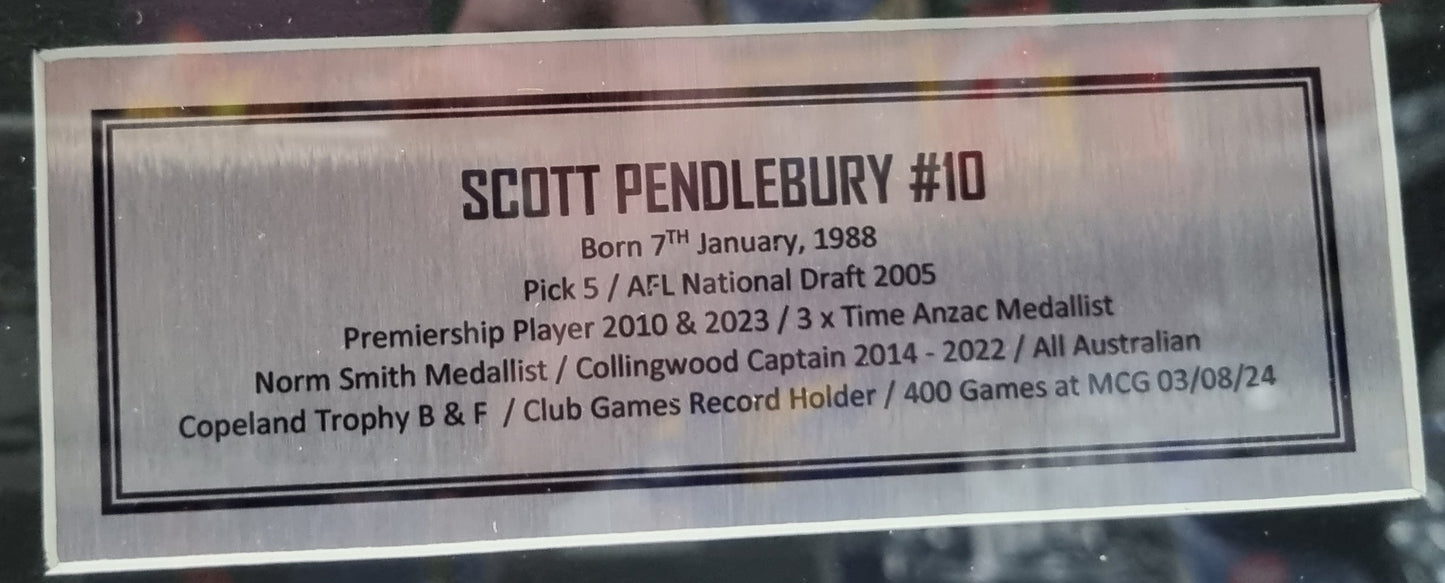 SCOTT PENDLEBURY #10
Born 7TH January, 1988
Pick 5 / AFL National Draft 2005
Premiership Player 2010 & 2023 / 3 x Time Anzac Medallist
Norm Smith Medallist / Collingwood Captain 2014 - 2022 / All Australian
Copeland Trophy B & F / Club Games Record Holder / 400 Games at MCG 03/08/24